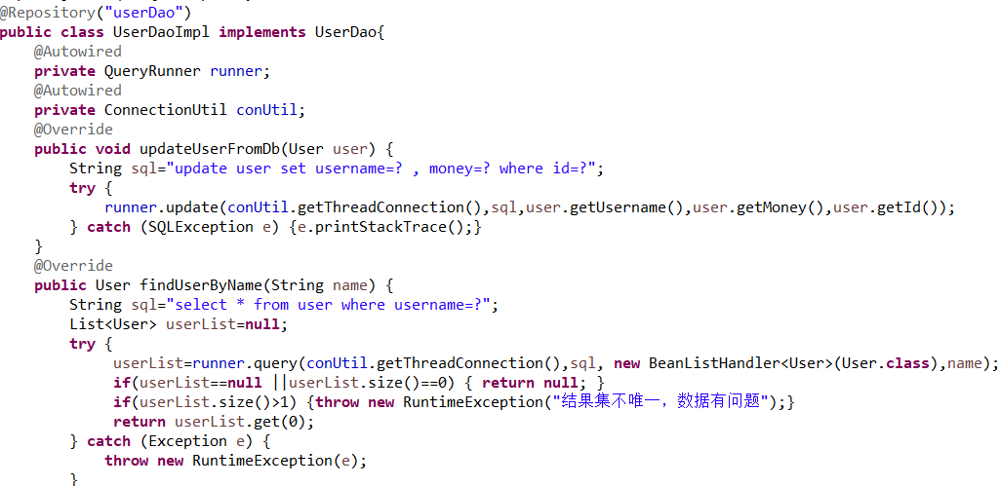 @Repository("userDao")
public class UserDaoImpl implements UserDao{
    @Autowired
    private QueryRunner runner;
    @Autowired
    private ConnectionUtil conUtil;
    @Override
    public void updateUserFromDb(User user) {
        String sql="update user set username=? , money=? where id=?";
        try {
            runner.update(conUtil.getThreadConnection(),sql,user.getUsername(),user.getMoney(),user.getId());
        } catch (SQLException e) {e.printStackTrace();}
    }
    @Override
    public User findUserByName(String name) {
        String sql="select * from user where username=?";
        List<User> userList=null;
        try {
             userList=runner.query(conUtil.getThreadConnection(),sql, new BeanListHandler<User>(User.class),name);
             if(userList==null ||userList.size()==0) { return null; }
             if(userList.size()>1) {throw new RuntimeException("结果集不唯一，数据有问题");}
             return userList.get(0);
        } catch (Exception e) {
            throw new RuntimeException(e);
        }